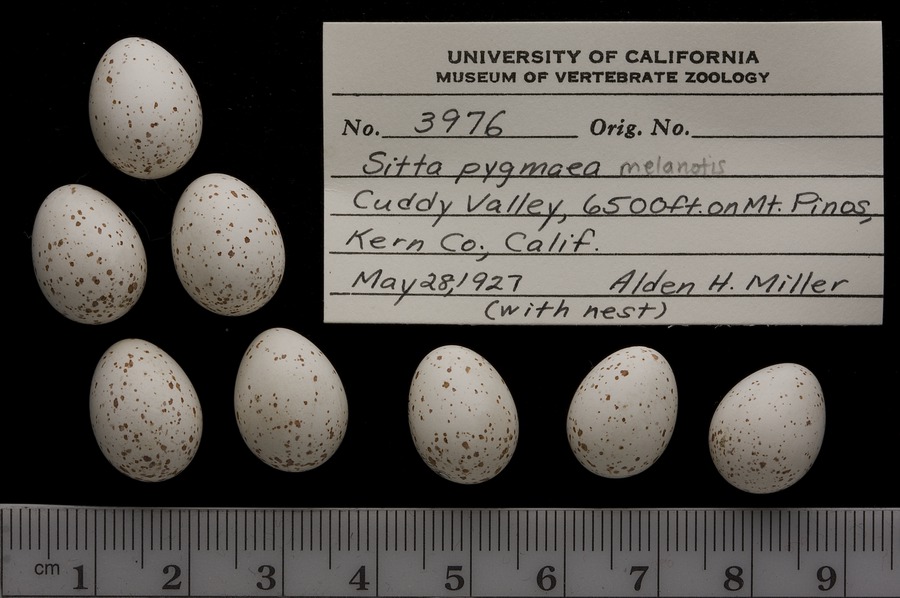 UNIVERSITY OF CALIFORNIA
MUSEUM OF VERTEBRATE ZOOLOGY
No. 3976 Orig. No.
Sitta pygmaea melanotis
Cuddy Valley, 6500ft. on Mt. Pinos,
Kern Co., Calif.
May 28, 1927 Alden H. Miller
(with nest)
cm 1 2 3 4 5 6 7 8 9